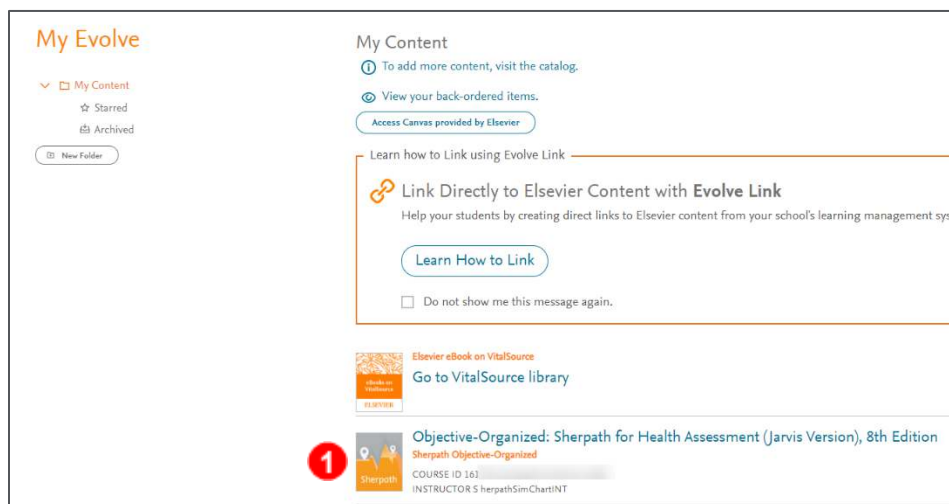 My Evolve
My Content
Starred
Archived
New Folder
My Content
To add more content, visit the catalog.
View your back-ordered items.
Access Canvas provided by Elsevier
Learn how to Link using Evolve Link
Link Directly to Elsevier Content with Evolve Link
Help your students by creating direct links to Elsevier content from your school's learning management sys
Learn How to Link
Do not show me this message again.
eBooks on
VitalSource
ELSEVIER
Elsevier eBook on VitalSource
Go to VitalSource library
1
Sherpath
Objective-Organized: Sherpath for Health Assessment (Jarvis Version), 8th Edition
Sherpath Objective-Organized
COURSE ID 161
INSTRUCTOR S herpathSimChartINT